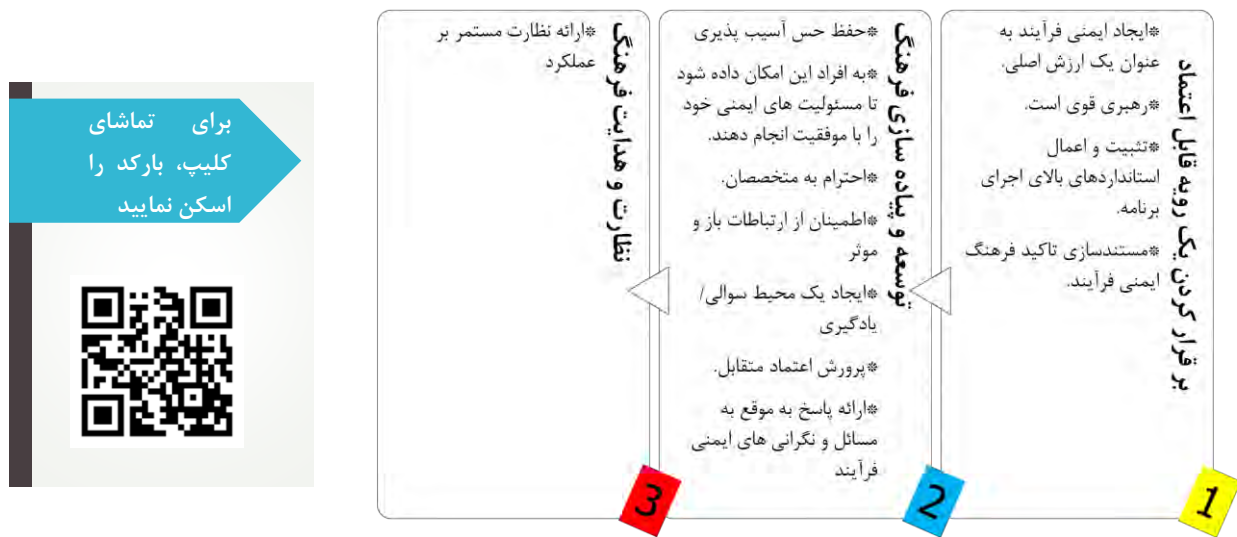 بر قرار کردن یک رویه قابل اعتماد
*ایجاد ایمنی فرآیند به
عنوان یک ارزش اصلی.
*رهبری قوی است.
*تثبیت و اعمال
استانداردهای بالای اجرای
برنامه.
*مستندسازی تاکید فرهنگ
ایمنی فرآیند.
1
توسعه و پیاده سازی فرهنگ
*حفظ حس آسیب پذیری
*به افراد این امکان داده شود
تا مسئولیت های ایمنی خود
را با موفقیت انجام دهند.
*احترام به متخصصان.
*اطمینان از ارتباطات باز و
موثر
*ایجاد یک محیط سوالی/
یادگیری
*پرورش اعتماد متقابل.
*ارائه پاسخ به موقع به
مسائل و نگرانی های ایمنی
فرآیند
2
نظارت و هدایت فرهنگ
*ارائه نظارت مستمر بر
عملکرد
3
برای تماشای
کلیپ، بارکد را
اسکن نمایید